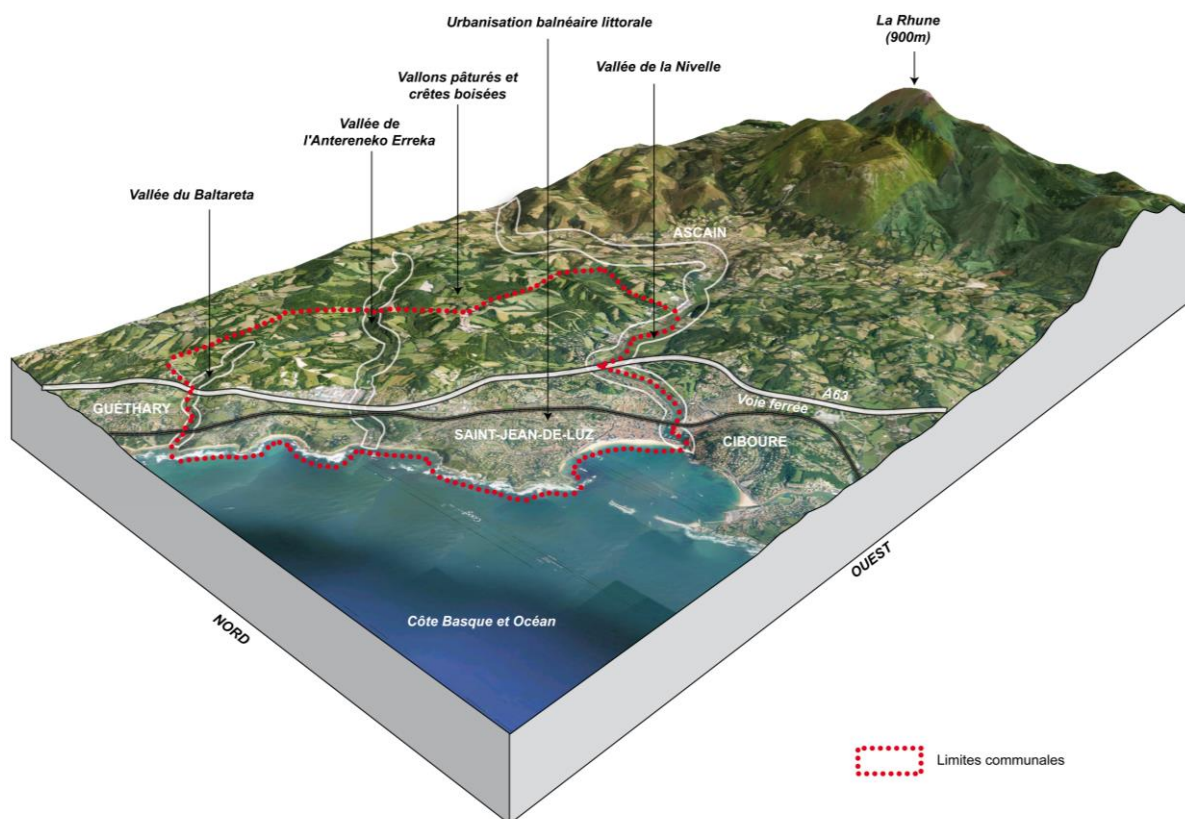 Urbanisation balnéaire littorale
La Rhune
(900m)
Vallée de la Nivelle
Vallons pâturés et
crêtes boisées
Vallée de
l'Antereneko Erreka
Vallée du Baltareta
ASCAIN
GUÉTHARY
A63
Voie ferrée
SAINT-JEAN-DE-LUZ
CIBOURE
OUEST
NORD
Côte Basque et Océan
Limites communales